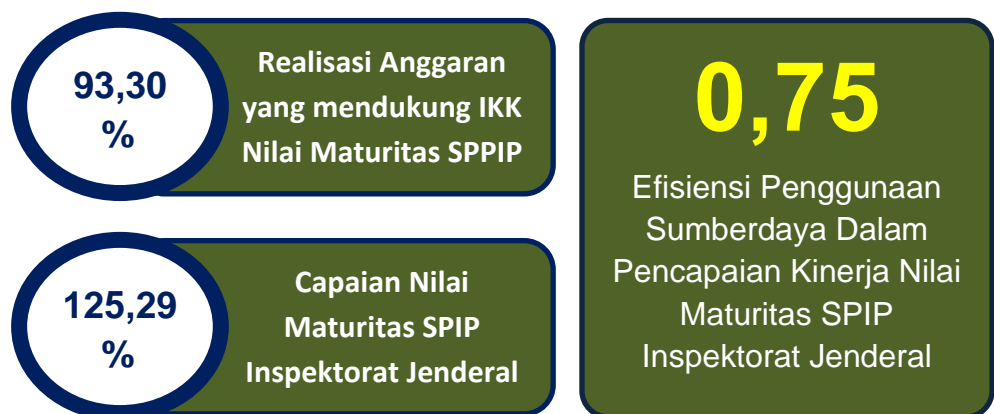 93,30
%
Realisasi Anggaran
yang mendukung IKK
Nilai Maturitas SPPIP
125,29
%
Capaian Nilai
Maturitas SPIP
Inspektorat Jenderal
0,75
Efisiensi Penggunaan
Sumberdaya Dalam
Pencapaian Kinerja Nilai
Maturitas SPIP
Inspektorat Jenderal